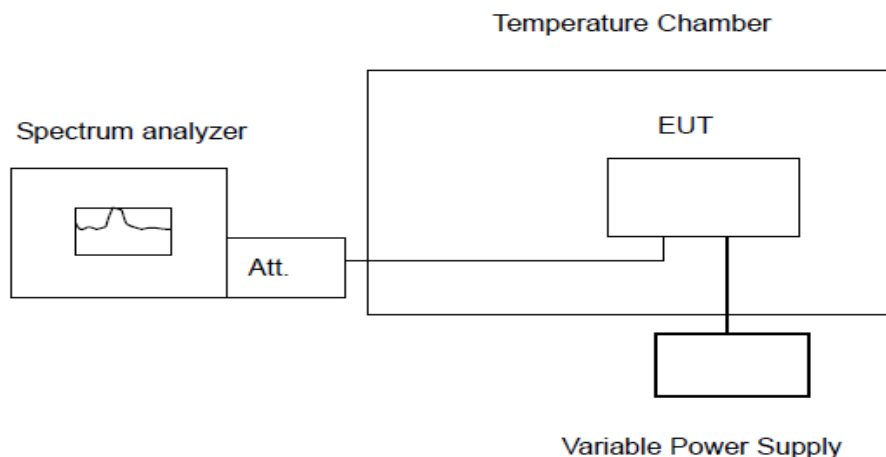 Temperature Chamber
Spectrum analyzer
EUT
Att.
Variable Power Supply